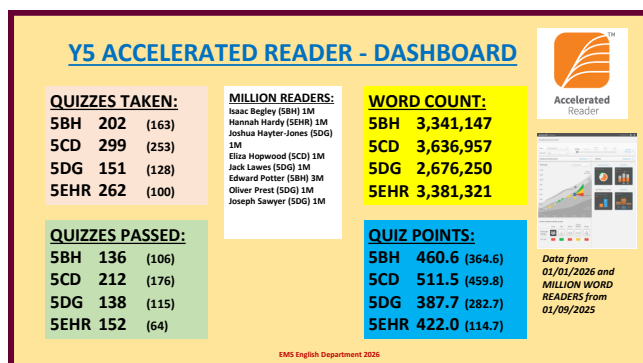 Y5 ACCELERATED READER - DASHBOARD
QUIZZES TAKEN:
5BH 202 (163)
5CD 299 (253)
5DG 151 (128)
5EHR 262 (100)
MILLION READERS:
Isaac Begley (5BH) 1M
Hannah Hardy (5EHR) 1M
Joshua Hayter-Jones (5DG)
1M
Eliza Hopwood (5CD) 1M
Jack Lawes (5DG) 1M
Edward Potter (5BH) 3M
Oliver Prest (5DG) 1M
Joseph Sawyer (5DG) 1M
WORD COUNT:
5BH 3,341,147
5CD 3,636,957
5DG 2,676,250
5EHR 3,381,321
TM
Accelerated
Reader
QUIZZES PASSED:
5BH 136 (106)
5CD 212 (176)
5DG 138 (115)
5EHR 152 (64)
QUIZ POINTS:
5BH 460.6 (364.6)
5CD 511.5 (459.8)
5DG 387.7 (282.7)
5EHR 422.0 (114.7)
Data from
01/01/2026 and
MILLION WORD
READERS from
01/09/2025
EMS English Department 2026